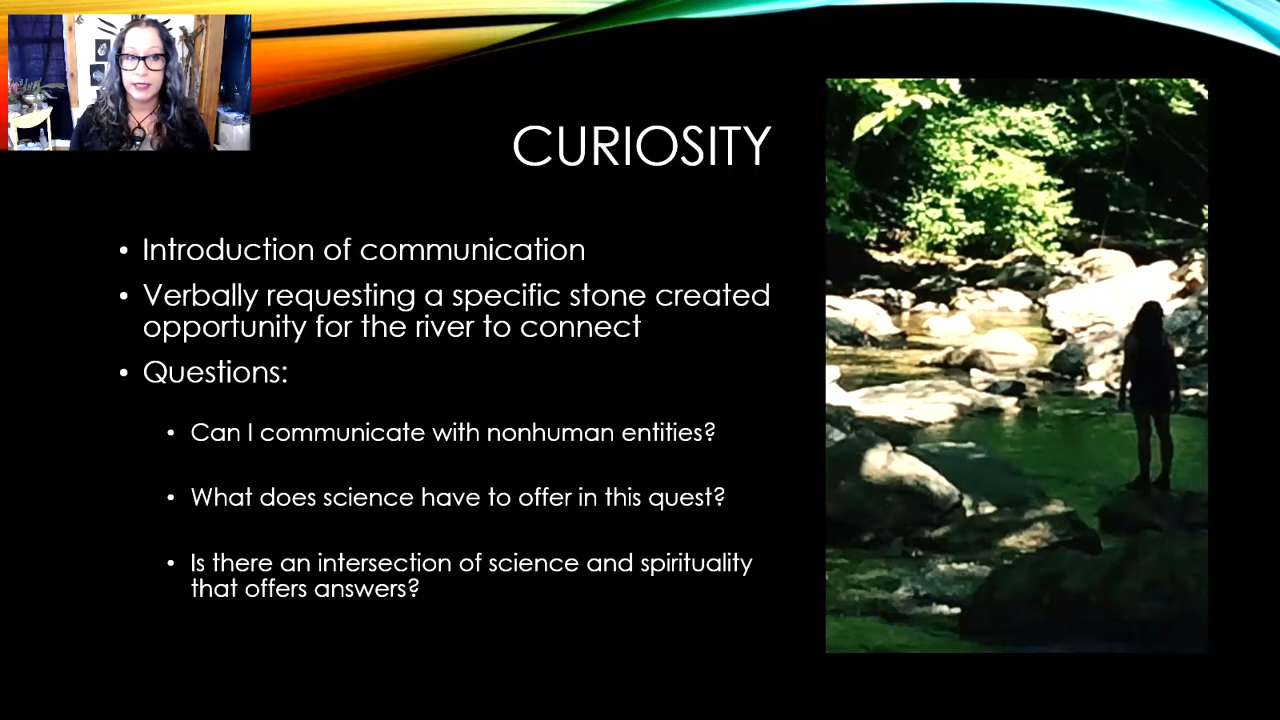 CURIOSITY
• Introduction of communication
• Verbally requesting a specific stone created
opportunity for the river to connect
• Questions:
• Can I communicate with nonhuman entities?
• What does science have to offer in this quest?
• Is there an intersection of science and spirituality
that offers answers?